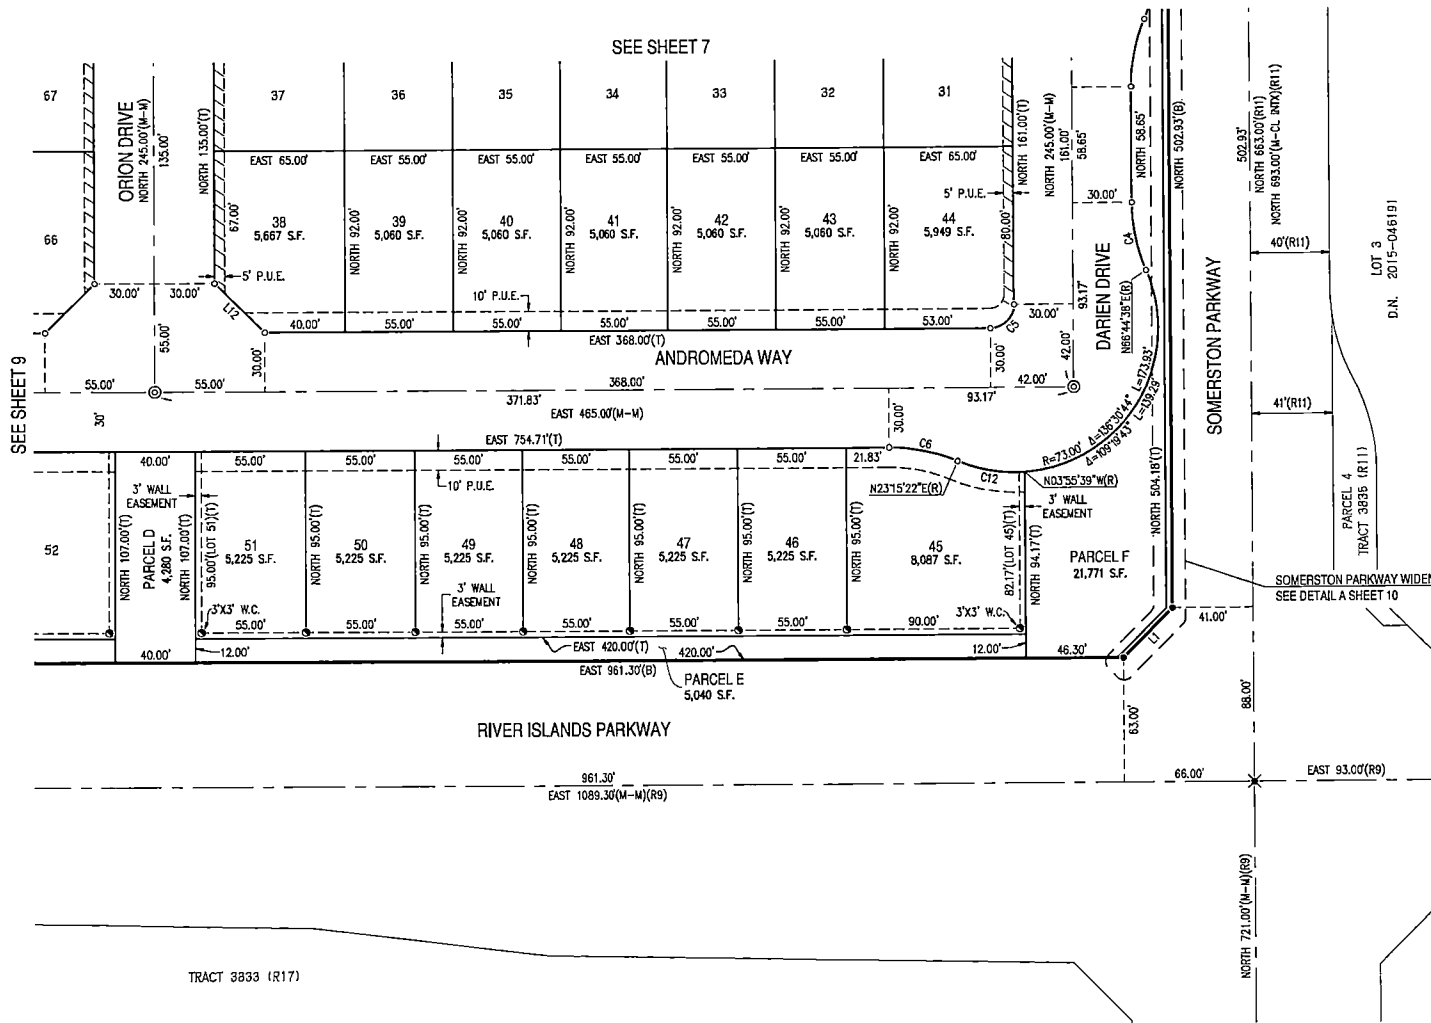 SEE SHEET 7
67
ORION DRIVE
NORTH 245.00'(M-M)
135.00'
NORTH 135.00'(T)
37
36
35
34
33
32
31
EAST 65.00'
EAST 55.00'
EAST 55.00'
EAST 55.00'
EAST 55.00'
EAST 55.00'
EAST 65.00'
NORTH 161.00'(T)
NORTH 245.00'(M-M)
161.00'
58.65'
NORTH 58.65'
NORTH 502.93'(B)
502.93'
NORTH 663.00'(R11)
NORTH 693.00'(M-CL INTX)(R11)
66
67.00'
38
5,667 S.F.
NORTH 92.00'
39
5,060 S.F.
NORTH 92.00'
40
5,060 S.F.
NORTH 92.00'
41
5,060 S.F.
NORTH 92.00'
42
5,060 S.F.
NORTH 92.00'
43
5,060 S.F.
NORTH 92.00'
44
5,949 S.F.
5' P.U.E.
80.00'
30.00'
C4
40'(R11)
LOT 3
D.N. 2015-046191
5' P.U.E.
30.00'
30.00'
L12
10' P.U.E.
93.17
30.00'
C5
DARIEN DRIVE
N66°44'38"E(R)
SOMERSTON PARKWAY
55.00'
30.00'
40.00'
55.00'
55.00'
55.00'
55.00'
55.00'
53.00'
EAST 368.00'(T)
ANDROMEDA WAY
30.00'
42.00'
SEE SHEET 9
55.00'
55.00'
368.00'
42.00'
371.83'
93.17'
EAST 465.00'(M-M)
30'
30.00'
R=73.00'
Δ=136°30'44" L=173.93'
Δ=109°19'43" L=139.29'
41'(R11)
EAST 754.71'(T)
C6
40.00'
55.00'
55.00'
55.00'
55.00'
55.00'
55.00'
21.83'
10' P.U.E.
C12
N23°15'22"E(R)
N03°55'39"W(R)
3' WALL
EASEMENT
3' WALL
EASEMENT
NORTH 504.18'(T)
PARCEL 4
TRACT 3835 (R11)
52
NORTH 107.00'(T)
PARCEL D
4,280 S.F.
NORTH 107.00'(T)
95.00'(LOT 51)(T)
51
5,225 S.F.
NORTH 95.00'(T)
50
5,225 S.F.
NORTH 95.00'(T)
49
5,225 S.F.
NORTH 95.00'(T)
48
5,225 S.F.
NORTH 95.00'(T)
47
5,225 S.F.
NORTH 95.00'(T)
46
5,225 S.F.
NORTH 95.00'(T)
45
8,087 S.F.
82.17'(LOT 45)(T)
NORTH 94.17'(T)
PARCEL F
21,771 S.F.
SOMERSTON PARKWAY WIDEN
SEE DETAIL A SHEET 10
3' WALL
EASEMENT
3'X3' W.C.
3'X3' W.C.
55.00'
55.00'
55.00'
55.00'
55.00'
55.00'
90.00'
41.00'
L1
EAST 420.00'(T)
40.00'
12.00'
420.00'
12.00'
46.30'
EAST 961.30'(B)
PARCEL E
5,040 S.F.
63.00'
88.00'
RIVER ISLANDS PARKWAY
961.30'
66.00'
EAST 93.00'(R9)
EAST 1089.30'(M-M)(R9)
NORTH 721.00'(M-M)(R9)
TRACT 3833 (R17)